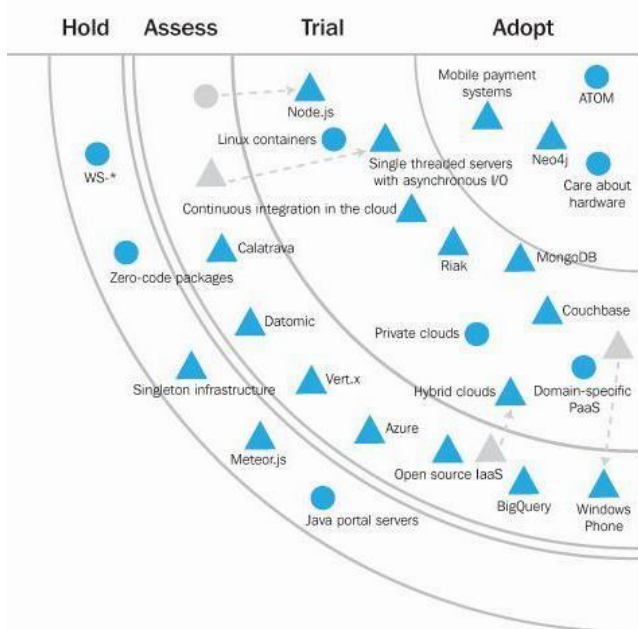 Hold
Assess
Trial
Adopt
Mobile payment
systems
ATOM
Node.js
Linux containers
Neo4j
Single threaded servers
with asynchronous I/O
Care about
hardware
WS-*
Continuous integration in the cloud
Calatrava
Riak
MongoDB
Zero-code packages
Couchbase
Datomic
Private clouds
Singleton infrastructure
Vert.x
Hybrid clouds
Domain-specific
PaaS
Azure
Meteor.js
Open source IaaS
BigQuery
Windows
Phone
Java portal servers